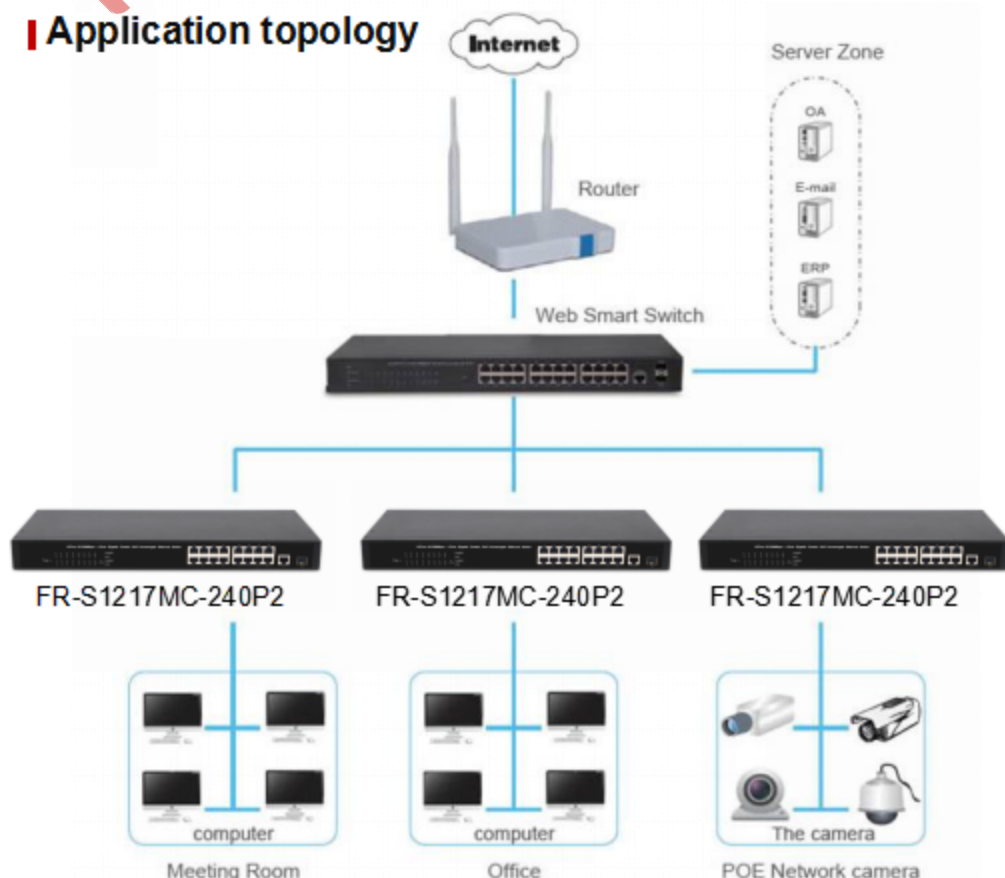 Application topology
Internet
Server Zone
OA
E-mail
ERP
Router
Web Smart Switch
FR-S1217MC-240P2
FR-S1217MC-240P2
FR-S1217MC-240P2
computer
computer
The camera
Meeting Room
Office
POE Network camera